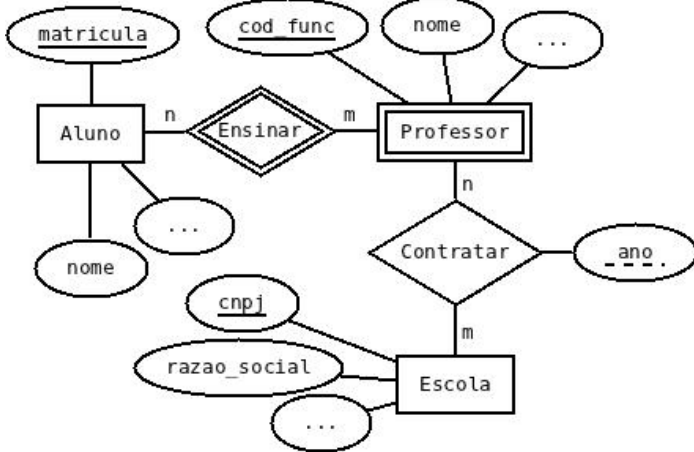 matricula
cod_func
nome
...
Aluno
n
Ensinar
m
Professor
n
...
nome
Contratar
ano
cnpj
m
razao_social
Escola
...